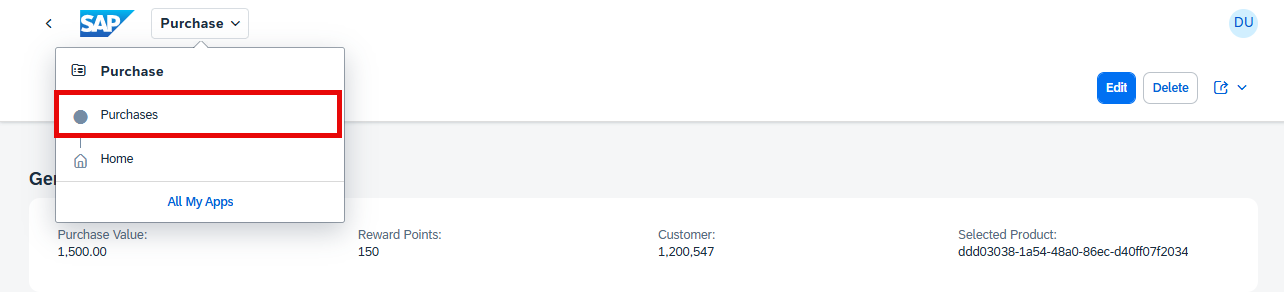 SAP Purchase DU
Purchase
Edit Delete
Purchases
Home
All My Apps
Purchase Value: Reward Points: Customer: Selected Product:
1,500.00 150 1,200,547 ddd03038-1a54-48a0-86ec-d40ff07f2034